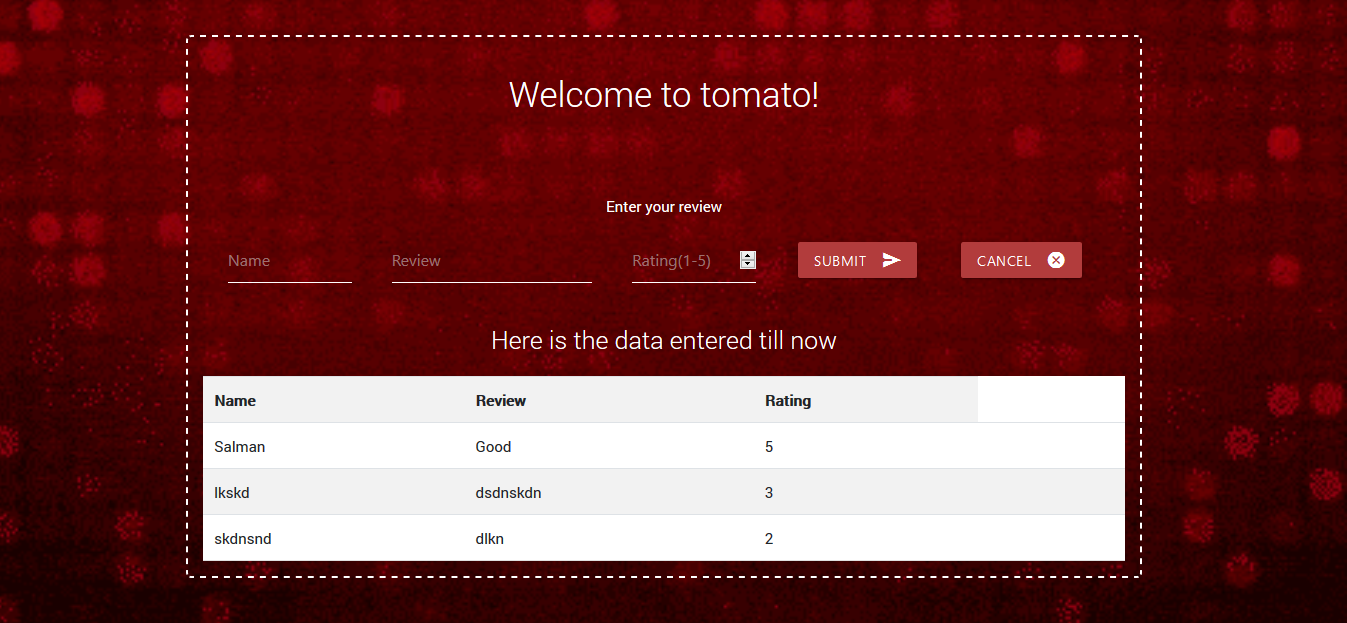 Welcome to tomato!
Enter your review
Name Review Rating(1-5) SUBMIT CANCEL
Here is the data entered till now
Name Review Rating
Salman Good 5
lkskd dsdnskdn 3
skdnsnd dlkn 2